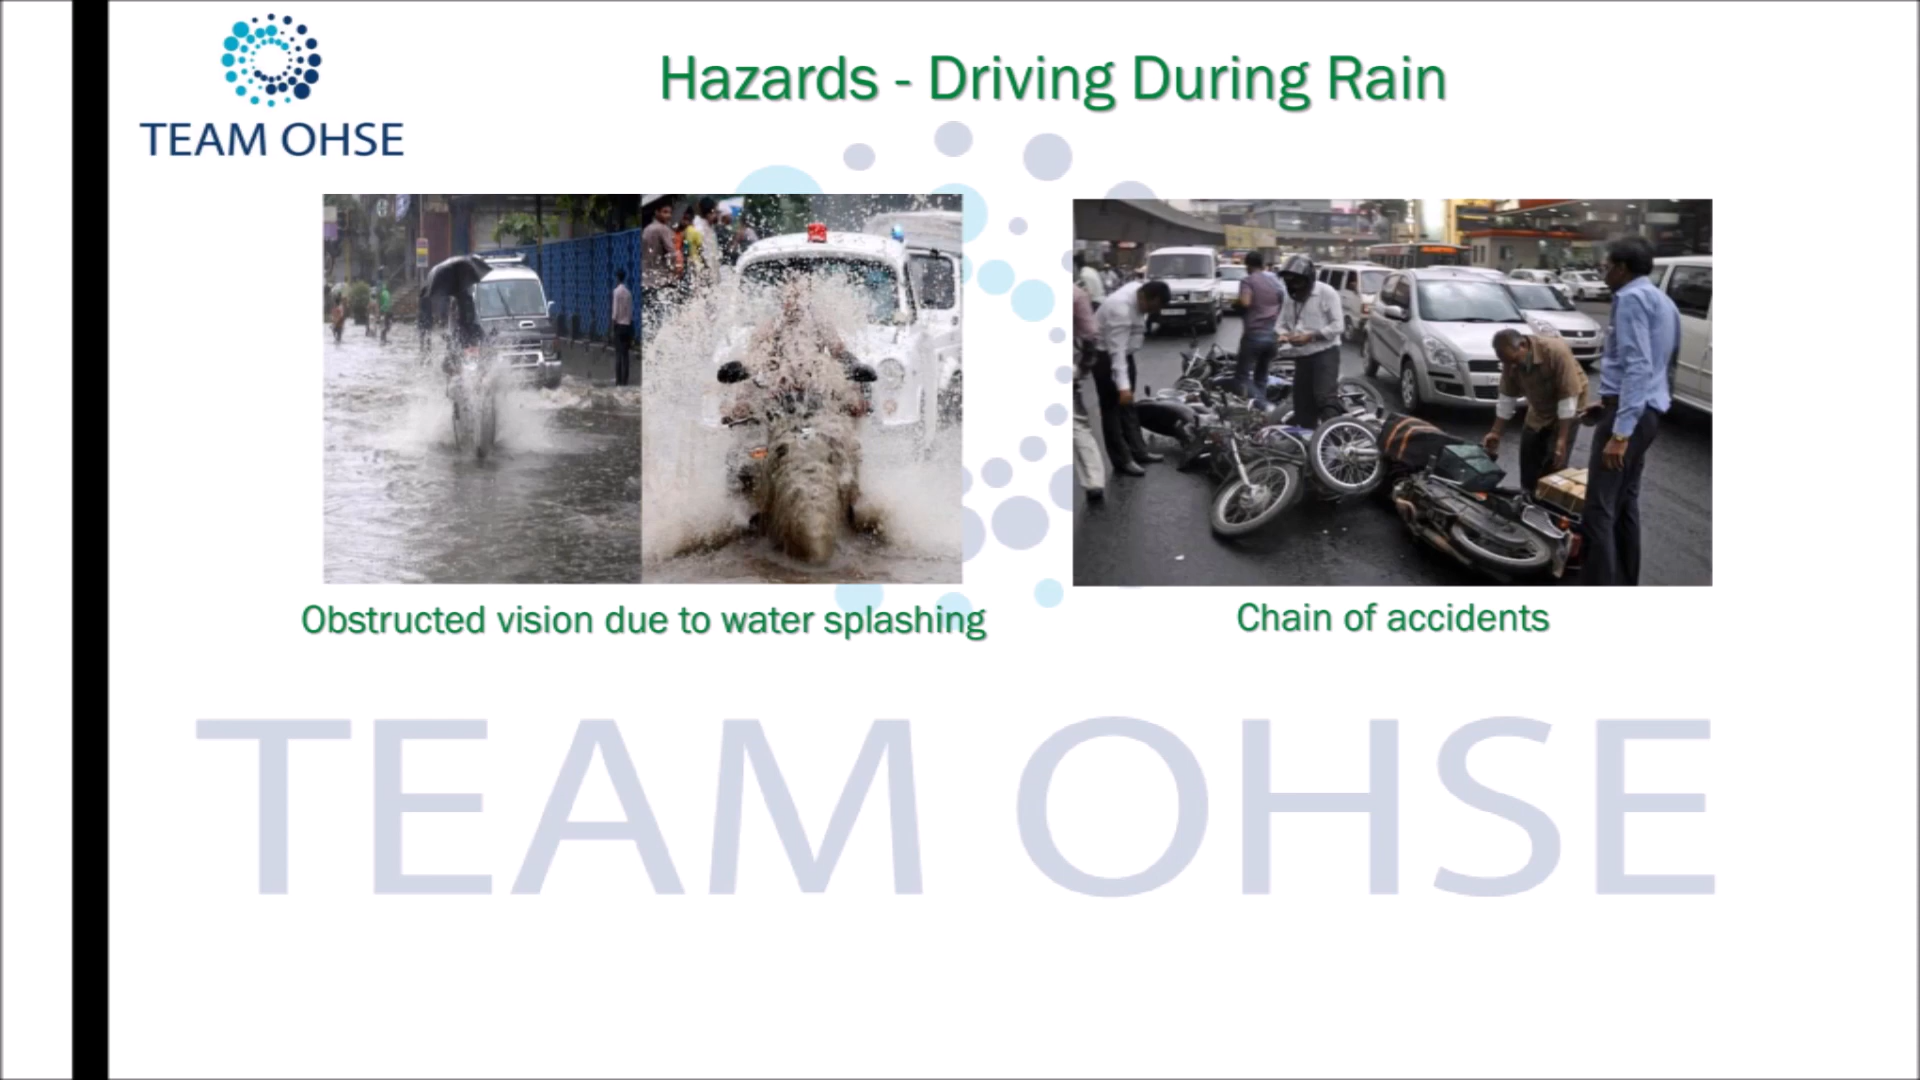 TEAM OHSE
Hazards - Driving During Rain
Obstructed vision due to water splashing
Chain of accidents
TEAM OHSE